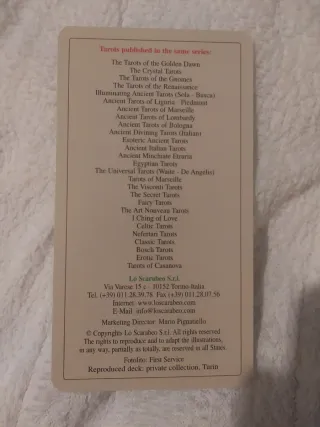 Tarots published in the same series:
The Tarots of the Golden Dawn
The Crystal Tarots
The Tarots of the Gnomes
The Tarots of the Renaissance
Illuminating Ancient Tarots (Sola - Busca)
Ancient Tarots of Liguria - Piedmont
Ancient Tarots of Marseille
Ancient Tarots of Lombardy
Ancient Tarots of Bologna
Ancient Divining Tarots (Italian)
Esoteric Ancient Tarots
Ancient Italian Tarots
Ancient Minchiate Etruria
Egyptian Tarots
The Universal Tarots (Waite - De Angelis)
Tarots of Marseille
The Visconti Tarots
The Secret Tarots
Fairy Tarots
The Art Nouveau Tarots
I Ching of Love
Celtic Tarots
Nefertari Tarots
Classic Tarots
Bosch Tarots
Erotic Tarots
Tarots of Casanova
Lo Scarabeo S.r.l.
Via Varese 15 c - 10152 Torino-Italia
Tel. (+39) 011.28.39.78 Fax (+39) 011.28.07.56
Internet: www.loscarabeo.com
E-Mail: info@loscarabeo.com
Marketing Director: Mario Pignatiello
© Copyrights Lo Scarabeo S.r.l. All rights reserved.
The rights to reproduce and to adapt the illustrations,
in any way, partially or totally, are reserved in all States.
Fotolito: First Service
Reproduced deck: private collection, Turin